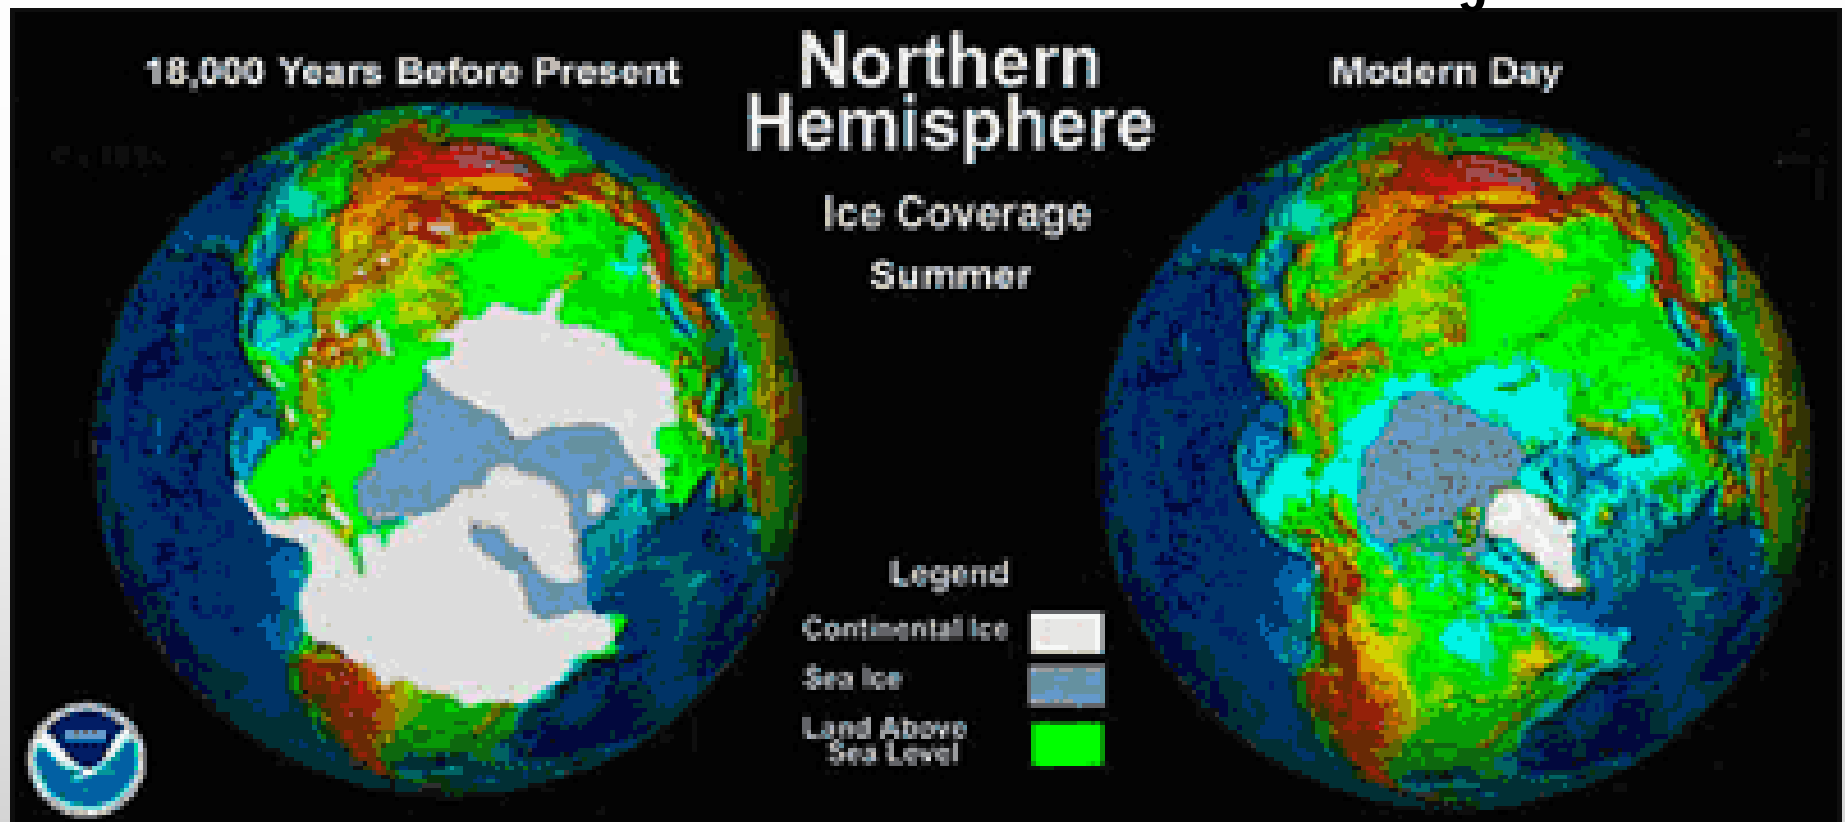 18,000 Years Before Present
Northern
Hemisphere
Ice Coverage
Summer
Modern Day
Legend
Continental Ice
Sea Ice
Land Above
Sea Level